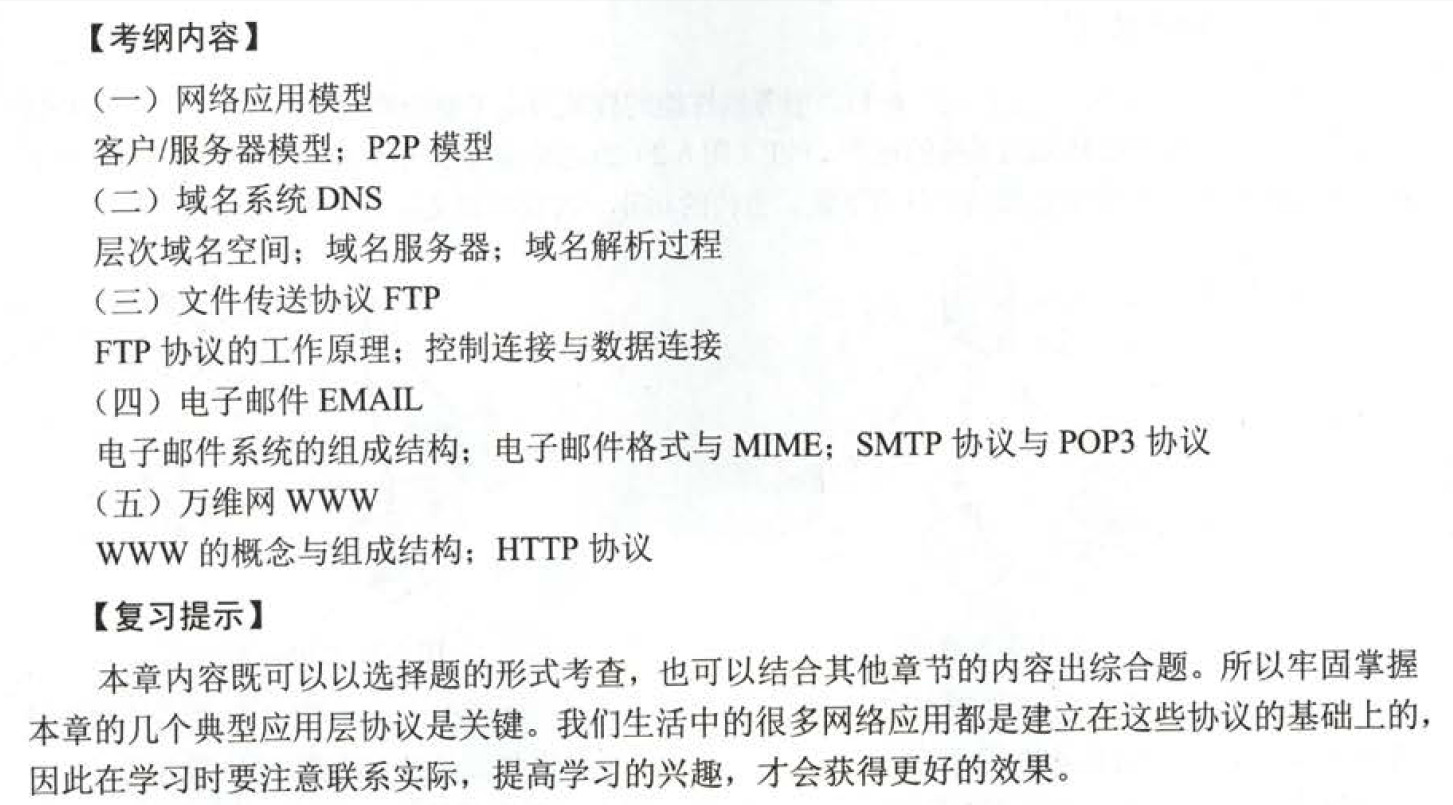 【考纲内容】
（一）网络应用模型
客户/服务器模型；P2P 模型
（二）域名系统 DNS
层次域名空间；域名服务器；域名解析过程
（三）文件传送协议 FTP
FTP 协议的工作原理；控制连接与数据连接
（四）电子邮件 EMAIL
电子邮件系统的组成结构；电子邮件格式与 MIME；SMTP 协议与 POP3 协议
（五）万维网 WWW
WWW 的概念与组成结构；HTTP 协议
【复习提示】
本章内容既可以以选择题的形式考查，也可以结合其他章节的内容出综合题。所以牢固掌握
本章的几个典型应用层协议是关键。我们生活中的很多网络应用都是建立在这些协议的基础上的，
因此在学习时要注意联系实际，提高学习的兴趣，才会获得更好的效果。